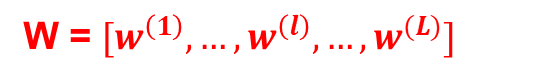 W = [w^(1), … , w^(l), … , w^(L)]